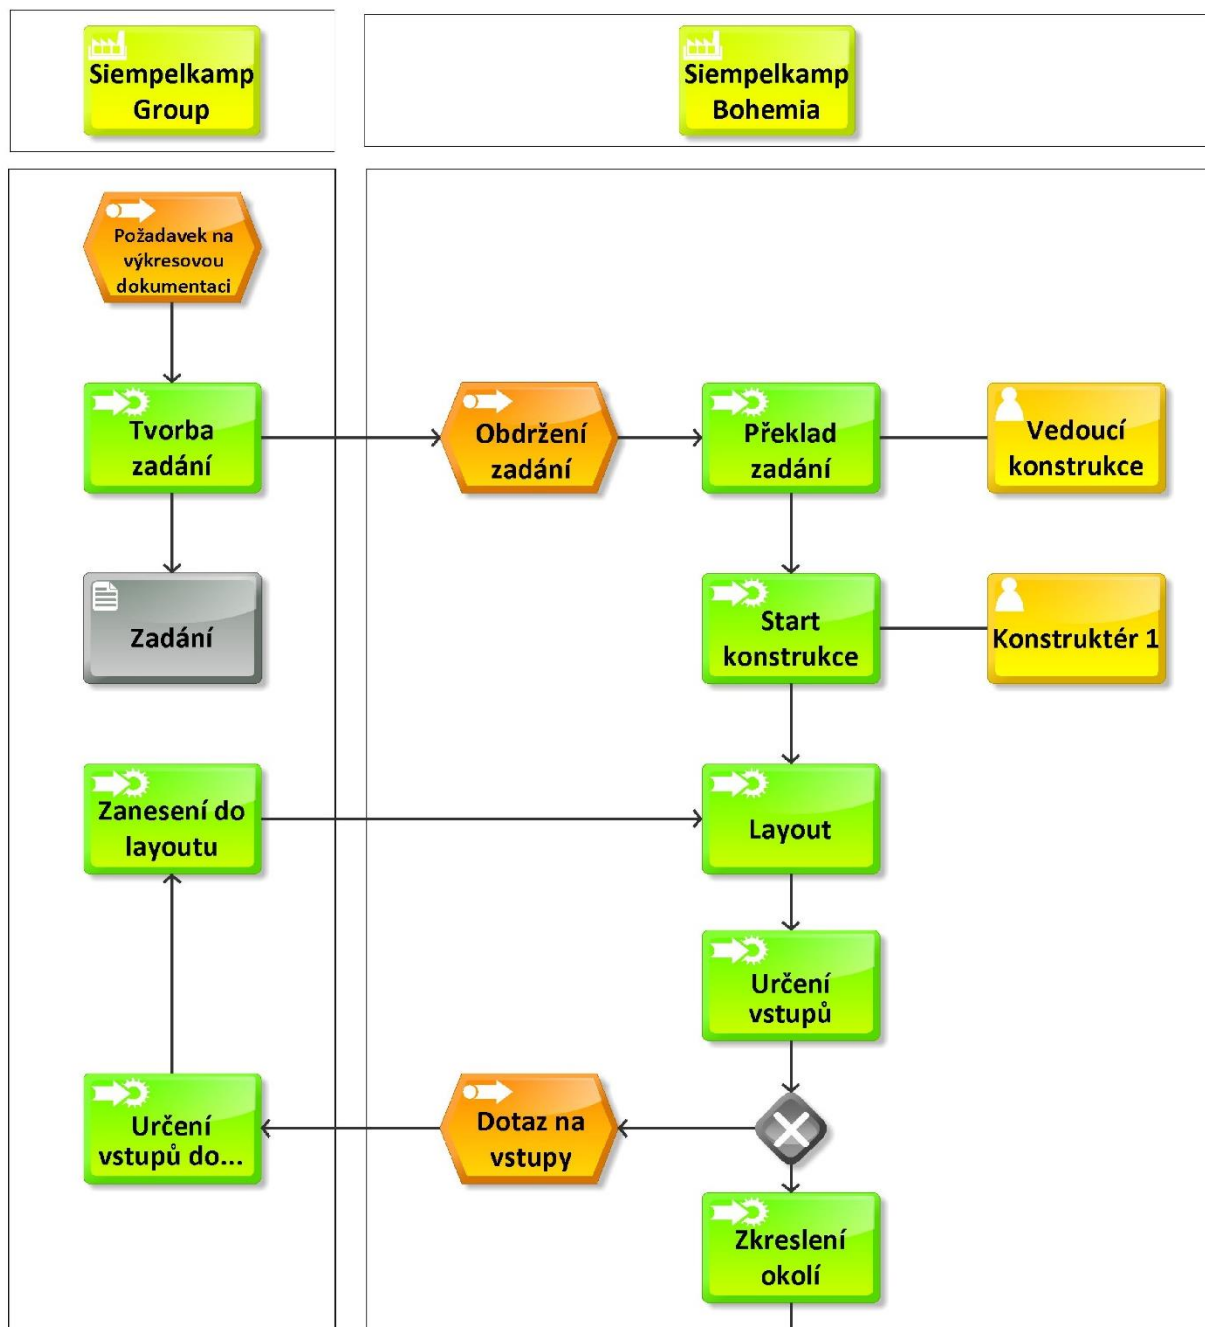 Siempelkamp
Group
Siempelkamp
Bohemia
Požadavek na
výkresovou
dokumentaci
Tvorba
zadání
Obdržení
zadání
Překlad
zadání
Vedoucí
konstrukce
Zadání
Start
konstrukce
Konstruktér 1
Zanesení do
layoutu
Layout
Určení
vstupů
Určení
vstupů do...
Dotaz na
vstupy
Zkreslení
okolí